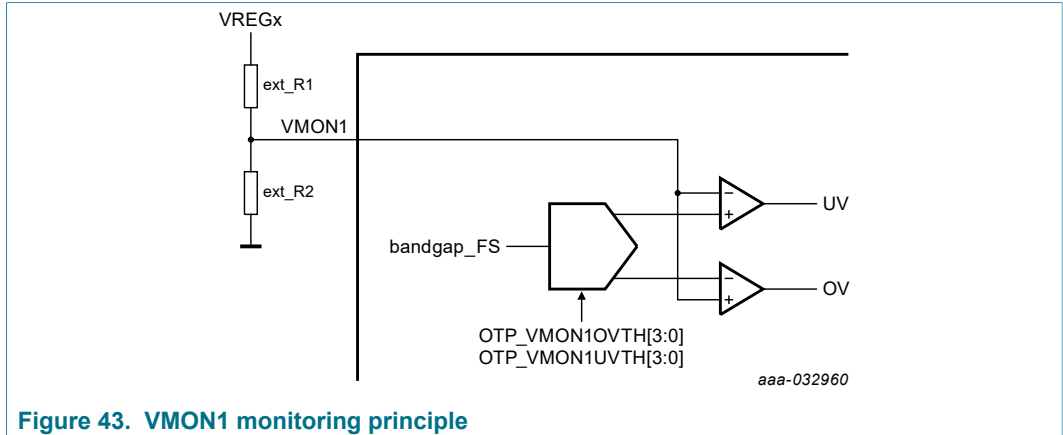 VREGx
ext_R1
VMON1
ext_R2
bandgap_FS
UV
OV
OTP_VMON1OVTH[3:0]
OTP_VMON1UVTH[3:0]
aaa-032960
Figure 43. VMON1 monitoring principle